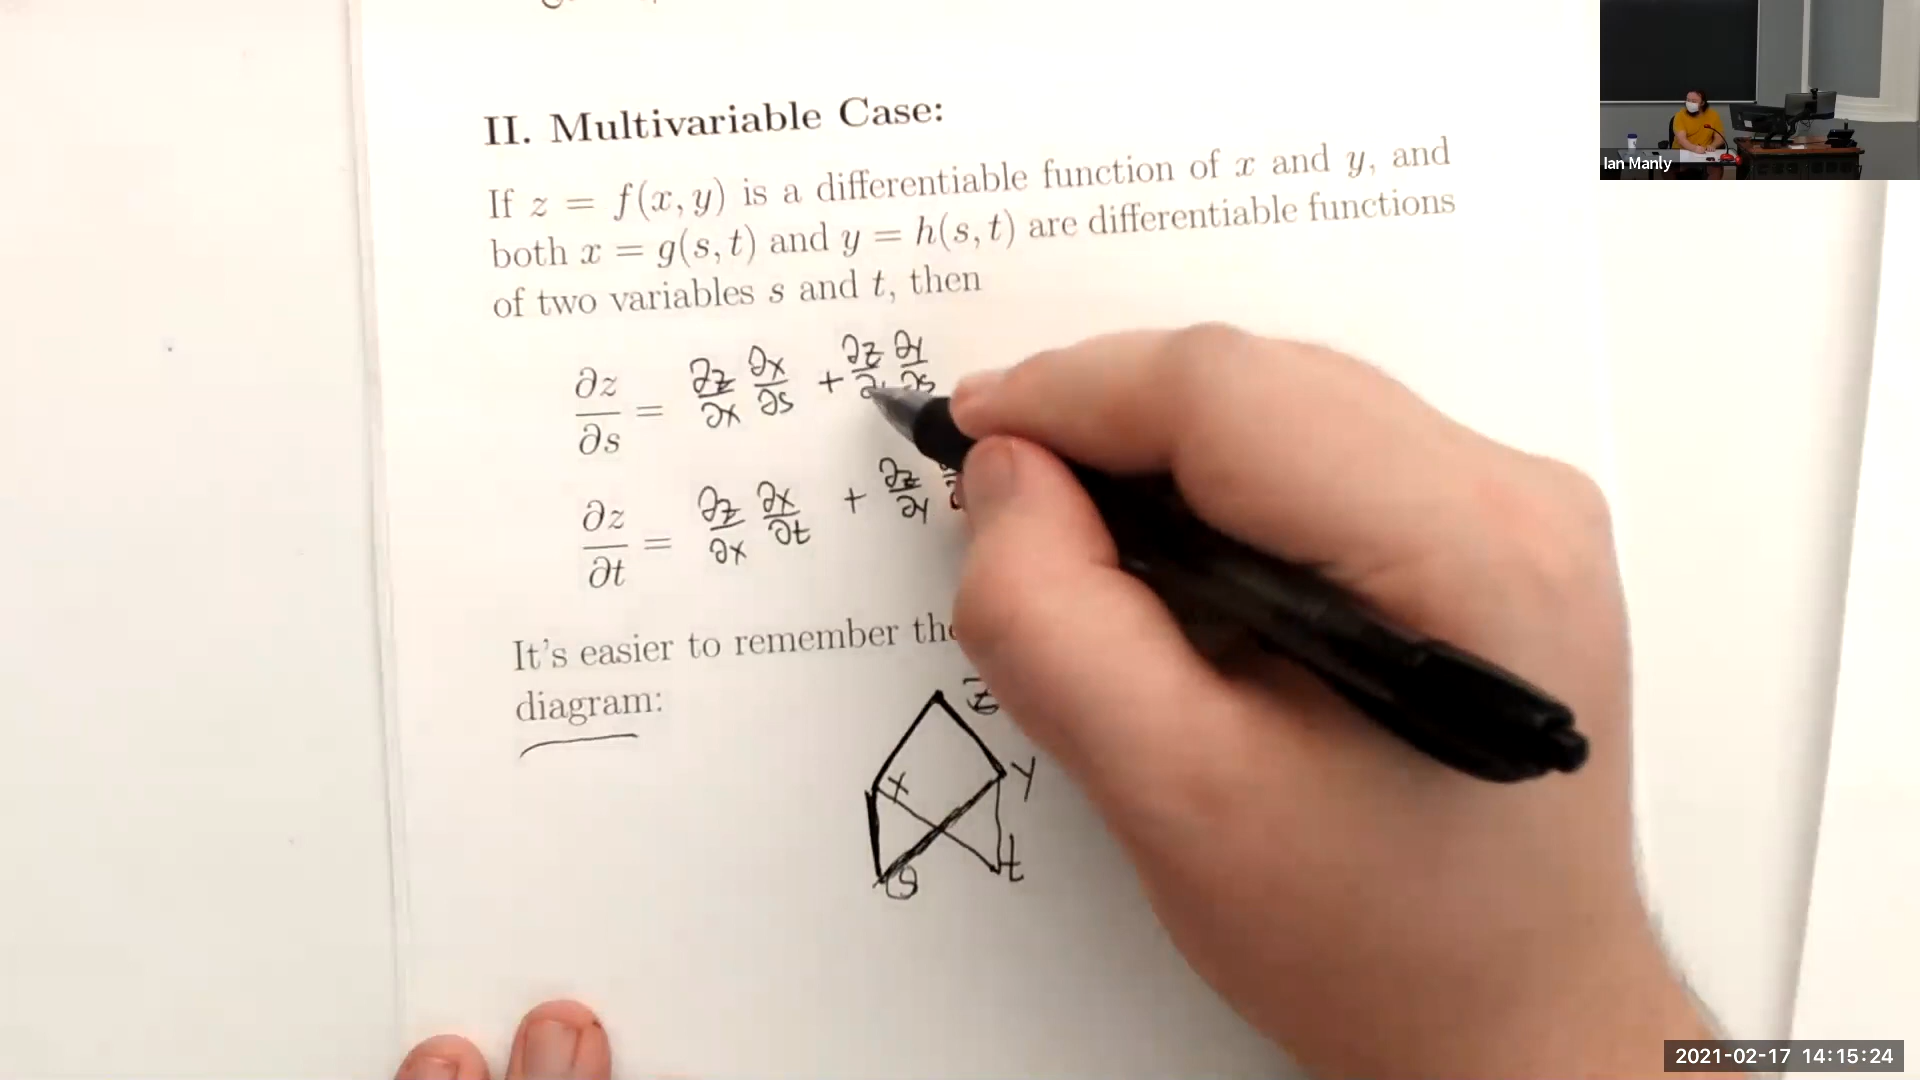 II. Multivariable Case:
If z = f(x, y) is a differentiable function of x and y, and
both x = g(s, t) and y = h(s, t) are differentiable functions
of two variables s and t, then
∂z/∂s = ∂z/∂x ∂x/∂s + ∂z/∂ ∂y/∂s
∂z/∂t = ∂z/∂x ∂x/∂t + ∂z/∂y
It's easier to remember
diagram:
z
x y
s t
Ian Manly
2021-02-17 14:15:24